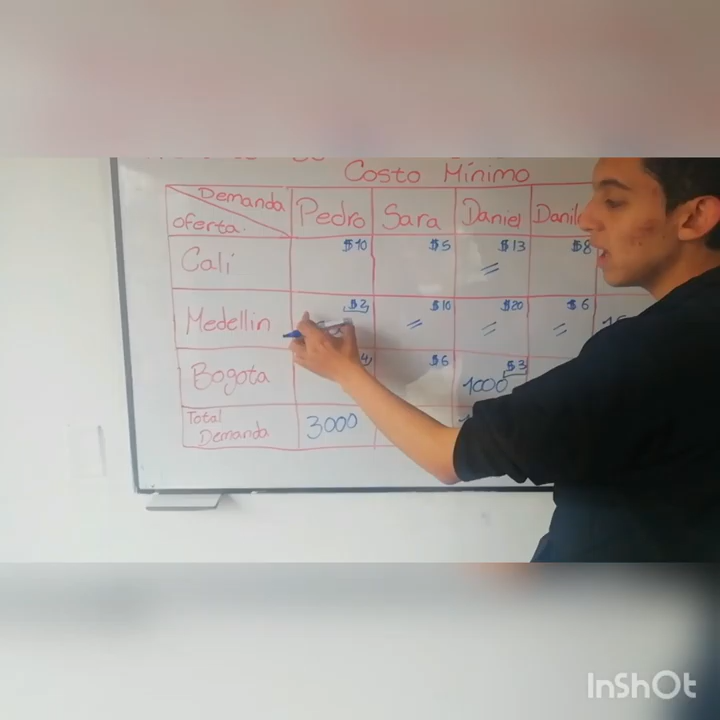 Costo Mínimo
Demanda
oferta.
Pedro Sara Daniel
Cali $10 $5 $13 $8
Medellin $2 $10 $20 $6
Bogota $6 $3
1000
Total
Demanda
3000
InShOt